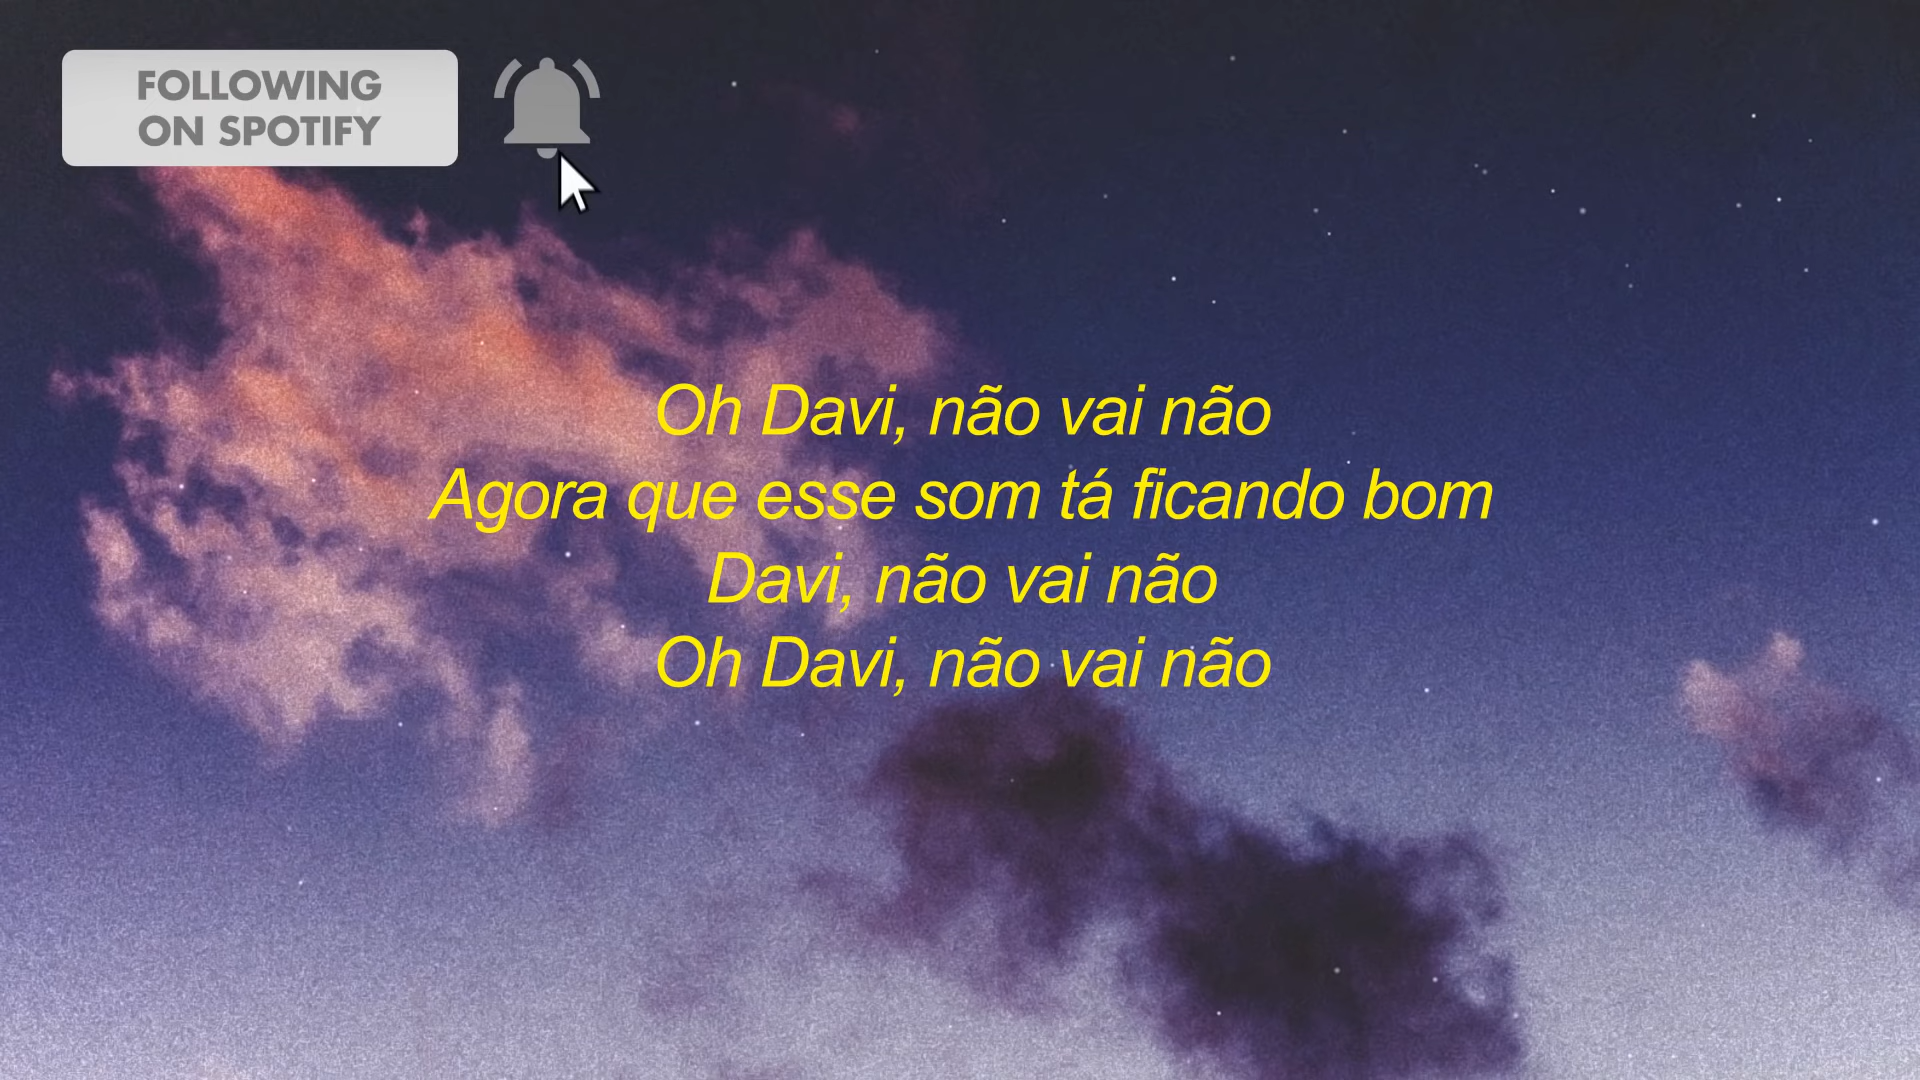 FOLLOWING
ON SPOTIFY
Oh Davi, não vai não
Agora que esse som tá ficando bom
Davi, não vai não
Oh Davi, não vai não